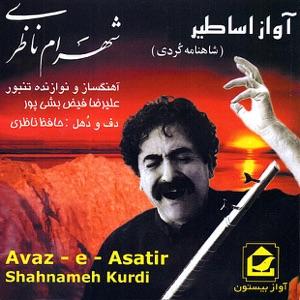 آواز اساطیر
(شاهنامه کُردی)
شهرام ناظری
آهنگساز و نوازنده تنبور
علیرضا فیض بشی پور
دف و دُهل : حافظ ناظری
Avaz - e - Asatir
Shahnameh Kurdi
آواز بیستون